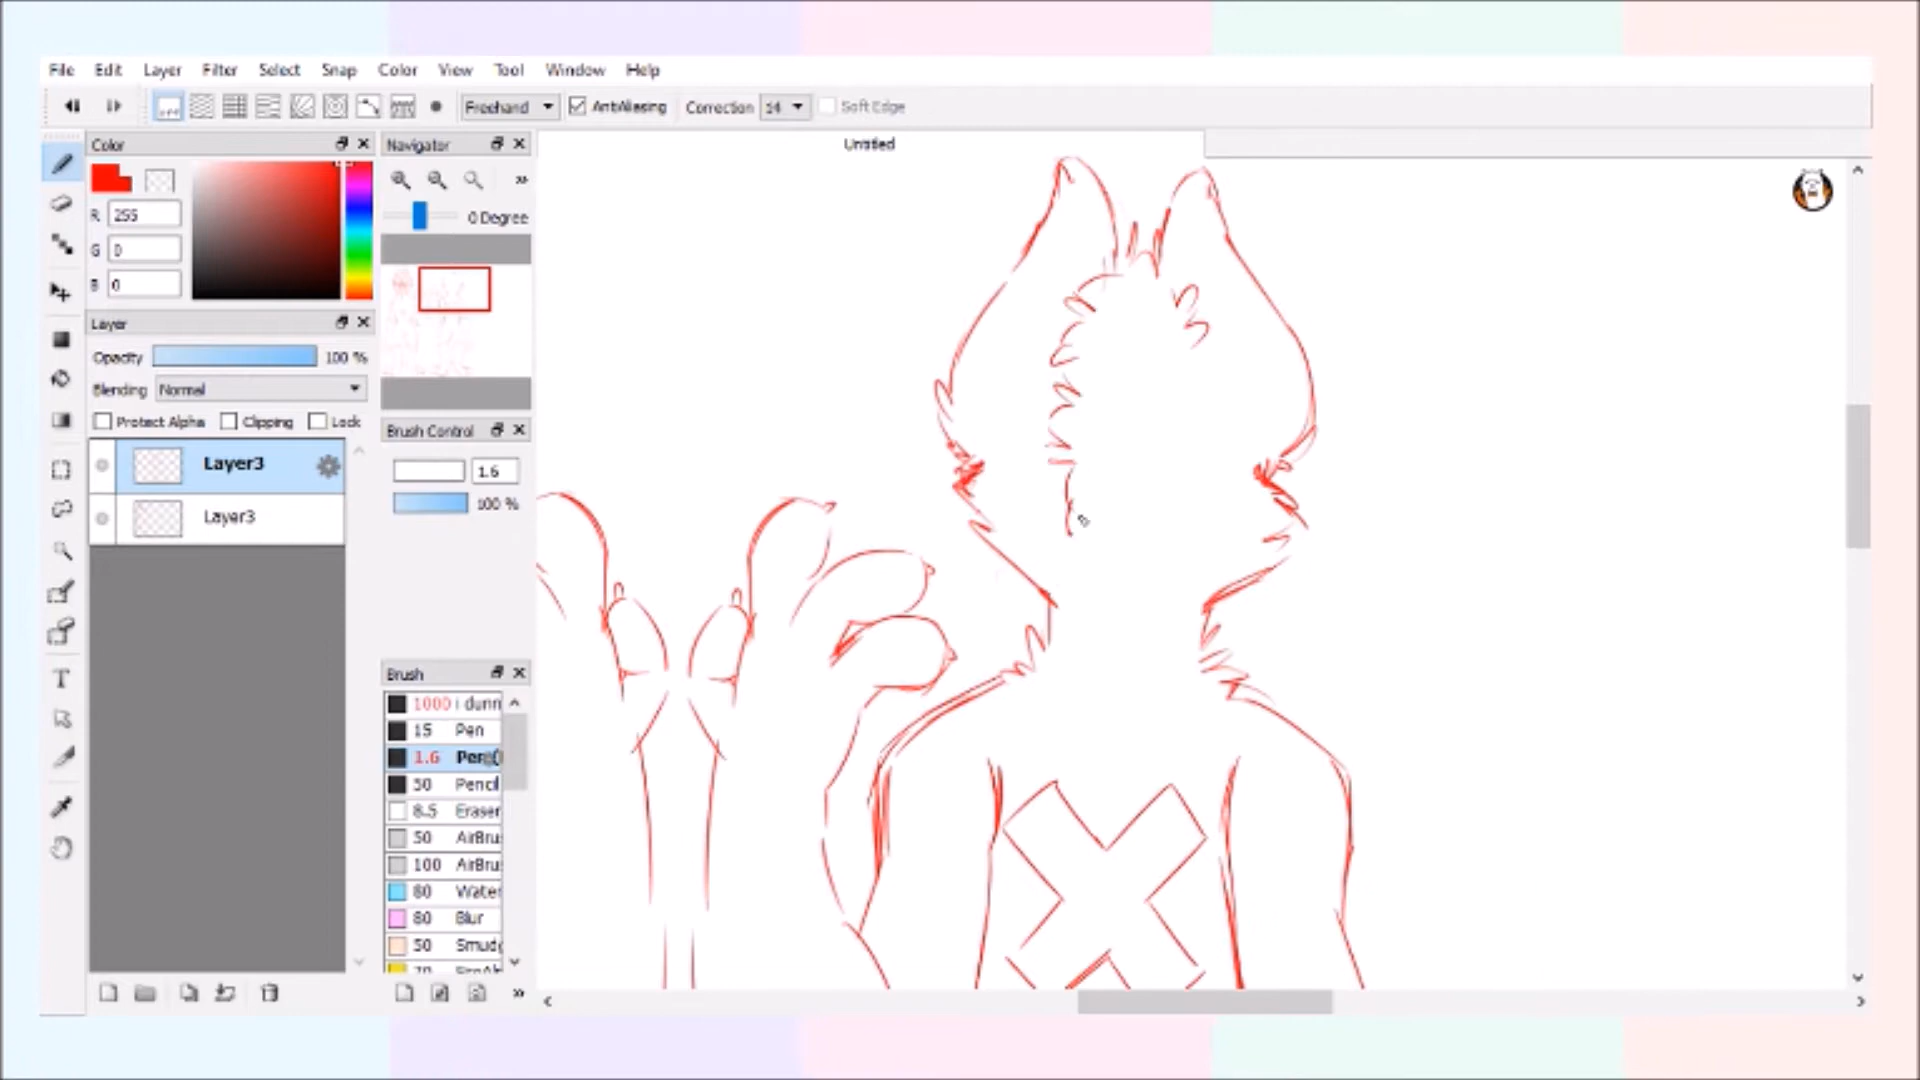 File Edit Layer Filter Select Snap Color View Tool Window Help
Freehand AntiAliasing Correction 14 Soft Edge
Color
Navigator
Untitled
R 255
G 0
B 0
0 Degree
Layer
Opacity 100 %
Blending Normal
Protect Alpha Clipping Lock
Layer3
Layer3
Brush Control
1.6
100 %
Brush
1000 i dunn
15 Pen
1.6
50 Pencil
8.5 Eraser
50 AirBru
100 AirBru
80 Water
80 Blur
50 Smudg
T